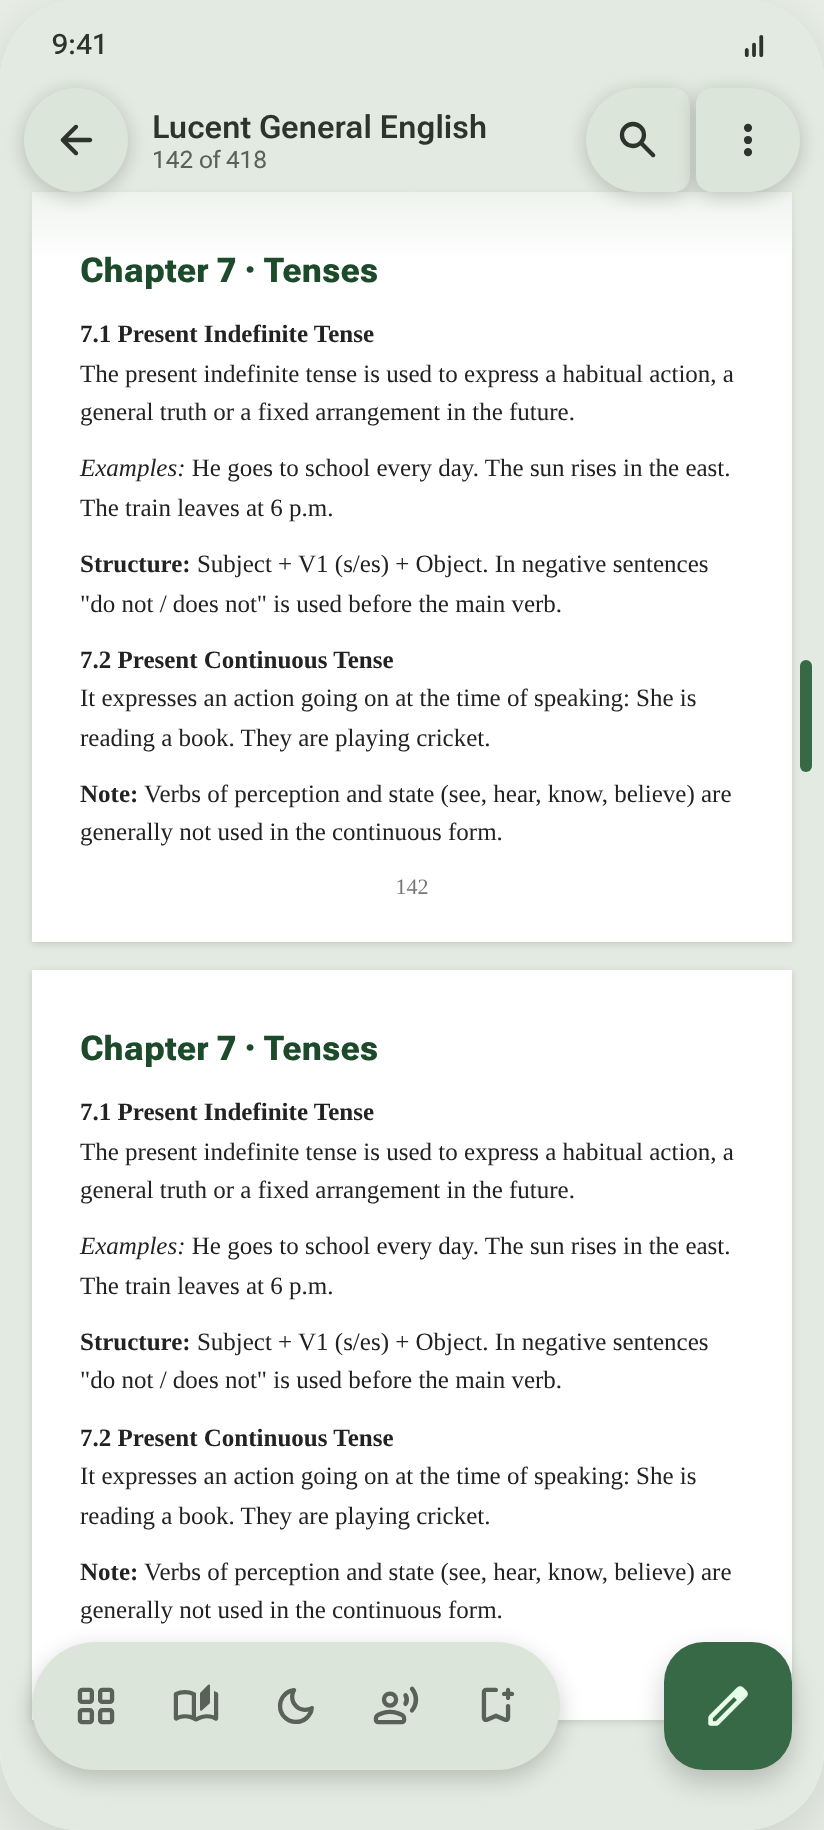 9:41
Lucent General English
142 of 418
Chapter 7 · Tenses
7.1 Present Indefinite Tense
The present indefinite tense is used to express a habitual action, a
general truth or a fixed arrangement in the future.
Examples: He goes to school every day. The sun rises in the east.
The train leaves at 6 p.m.
Structure: Subject + V1 (s/es) + Object. In negative sentences
"do not / does not" is used before the main verb.
7.2 Present Continuous Tense
It expresses an action going on at the time of speaking: She is
reading a book. They are playing cricket.
Note: Verbs of perception and state (see, hear, know, believe) are
generally not used in the continuous form.
142
Chapter 7 · Tenses
7.1 Present Indefinite Tense
The present indefinite tense is used to express a habitual action, a
general truth or a fixed arrangement in the future.
Examples: He goes to school every day. The sun rises in the east.
The train leaves at 6 p.m.
Structure: Subject + V1 (s/es) + Object. In negative sentences
"do not / does not" is used before the main verb.
7.2 Present Continuous Tense
It expresses an action going on at the time of speaking: She is
reading a book. They are playing cricket.
Note: Verbs of perception and state (see, hear, know, believe) are
generally not used in the continuous form.